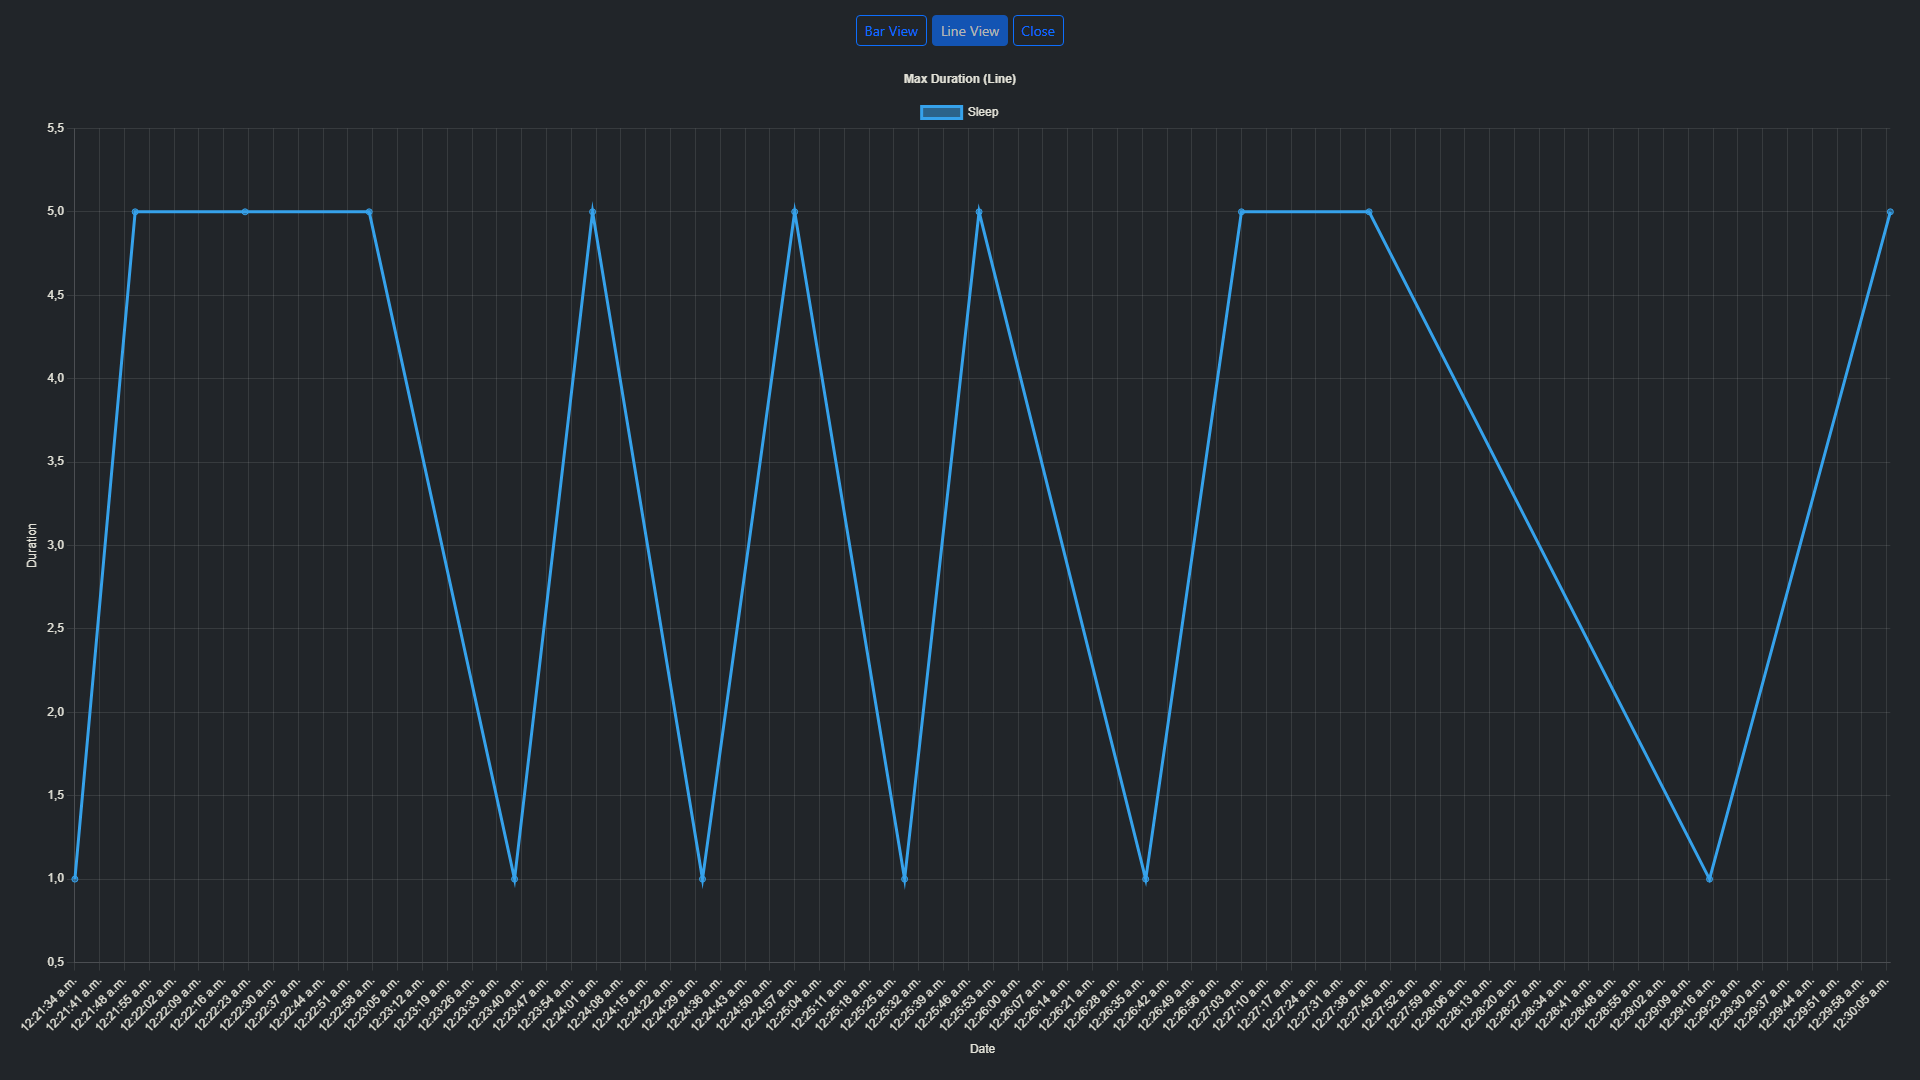 Bar View Line View Close
Max Duration (Line)
Sleep
5,5
5,0
4,5
4,0
3,5
3,0
2,5
2,0
1,5
1,0
0,5
Duration
12:21:34 a.m.
12:21:41 a.m.
12:21:48 a.m.
12:21:55 a.m.
12:22:02 a.m.
12:22:09 a.m.
12:22:16 a.m.
12:22:23 a.m.
12:22:30 a.m.
12:22:37 a.m.
12:22:44 a.m.
12:22:51 a.m.
12:22:58 a.m.
12:23:05 a.m.
12:23:12 a.m.
12:23:19 a.m.
12:23:26 a.m.
12:23:33 a.m.
12:23:40 a.m.
12:23:47 a.m.
12:23:54 a.m.
12:24:01 a.m.
12:24:08 a.m.
12:24:15 a.m.
12:24:22 a.m.
12:24:29 a.m.
12:24:36 a.m.
12:24:43 a.m.
12:24:50 a.m.
12:24:57 a.m.
12:25:04 a.m.
12:25:11 a.m.
12:25:18 a.m.
12:25:25 a.m.
12:25:32 a.m.
12:25:39 a.m.
12:25:46 a.m.
12:25:53 a.m.
12:26:00 a.m.
12:26:07 a.m.
12:26:14 a.m.
12:26:21 a.m.
12:26:28 a.m.
12:26:35 a.m.
12:26:42 a.m.
12:26:49 a.m.
12:26:56 a.m.
12:27:03 a.m.
12:27:10 a.m.
12:27:17 a.m.
12:27:24 a.m.
12:27:31 a.m.
12:27:38 a.m.
12:27:45 a.m.
12:27:52 a.m.
12:27:59 a.m.
12:28:06 a.m.
12:28:13 a.m.
12:28:20 a.m.
12:28:27 a.m.
12:28:34 a.m.
12:28:41 a.m.
12:28:48 a.m.
12:28:55 a.m.
12:29:02 a.m.
12:29:09 a.m.
12:29:16 a.m.
12:29:23 a.m.
12:29:30 a.m.
12:29:37 a.m.
12:29:44 a.m.
12:29:51 a.m.
12:29:58 a.m.
12:30:05 a.m.
Date